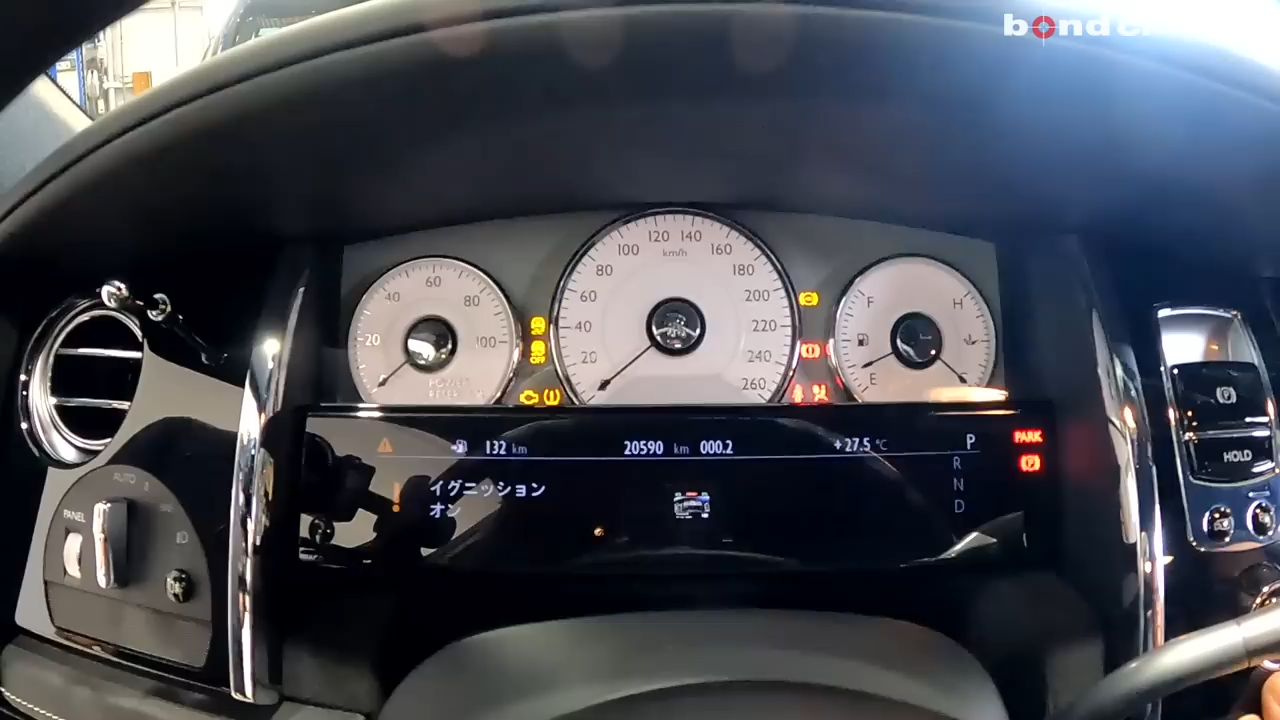 bond
120 140
100 160
km/h
80 180
60 200
40 220
20 240
260
60
40 80
20 100
POWER
F H
E
OFF
132 km 20590 km 000.2 +27.5 °C P
R
N
D
PARK
イグニッション
オン
HOLD
AUTO
PANEL